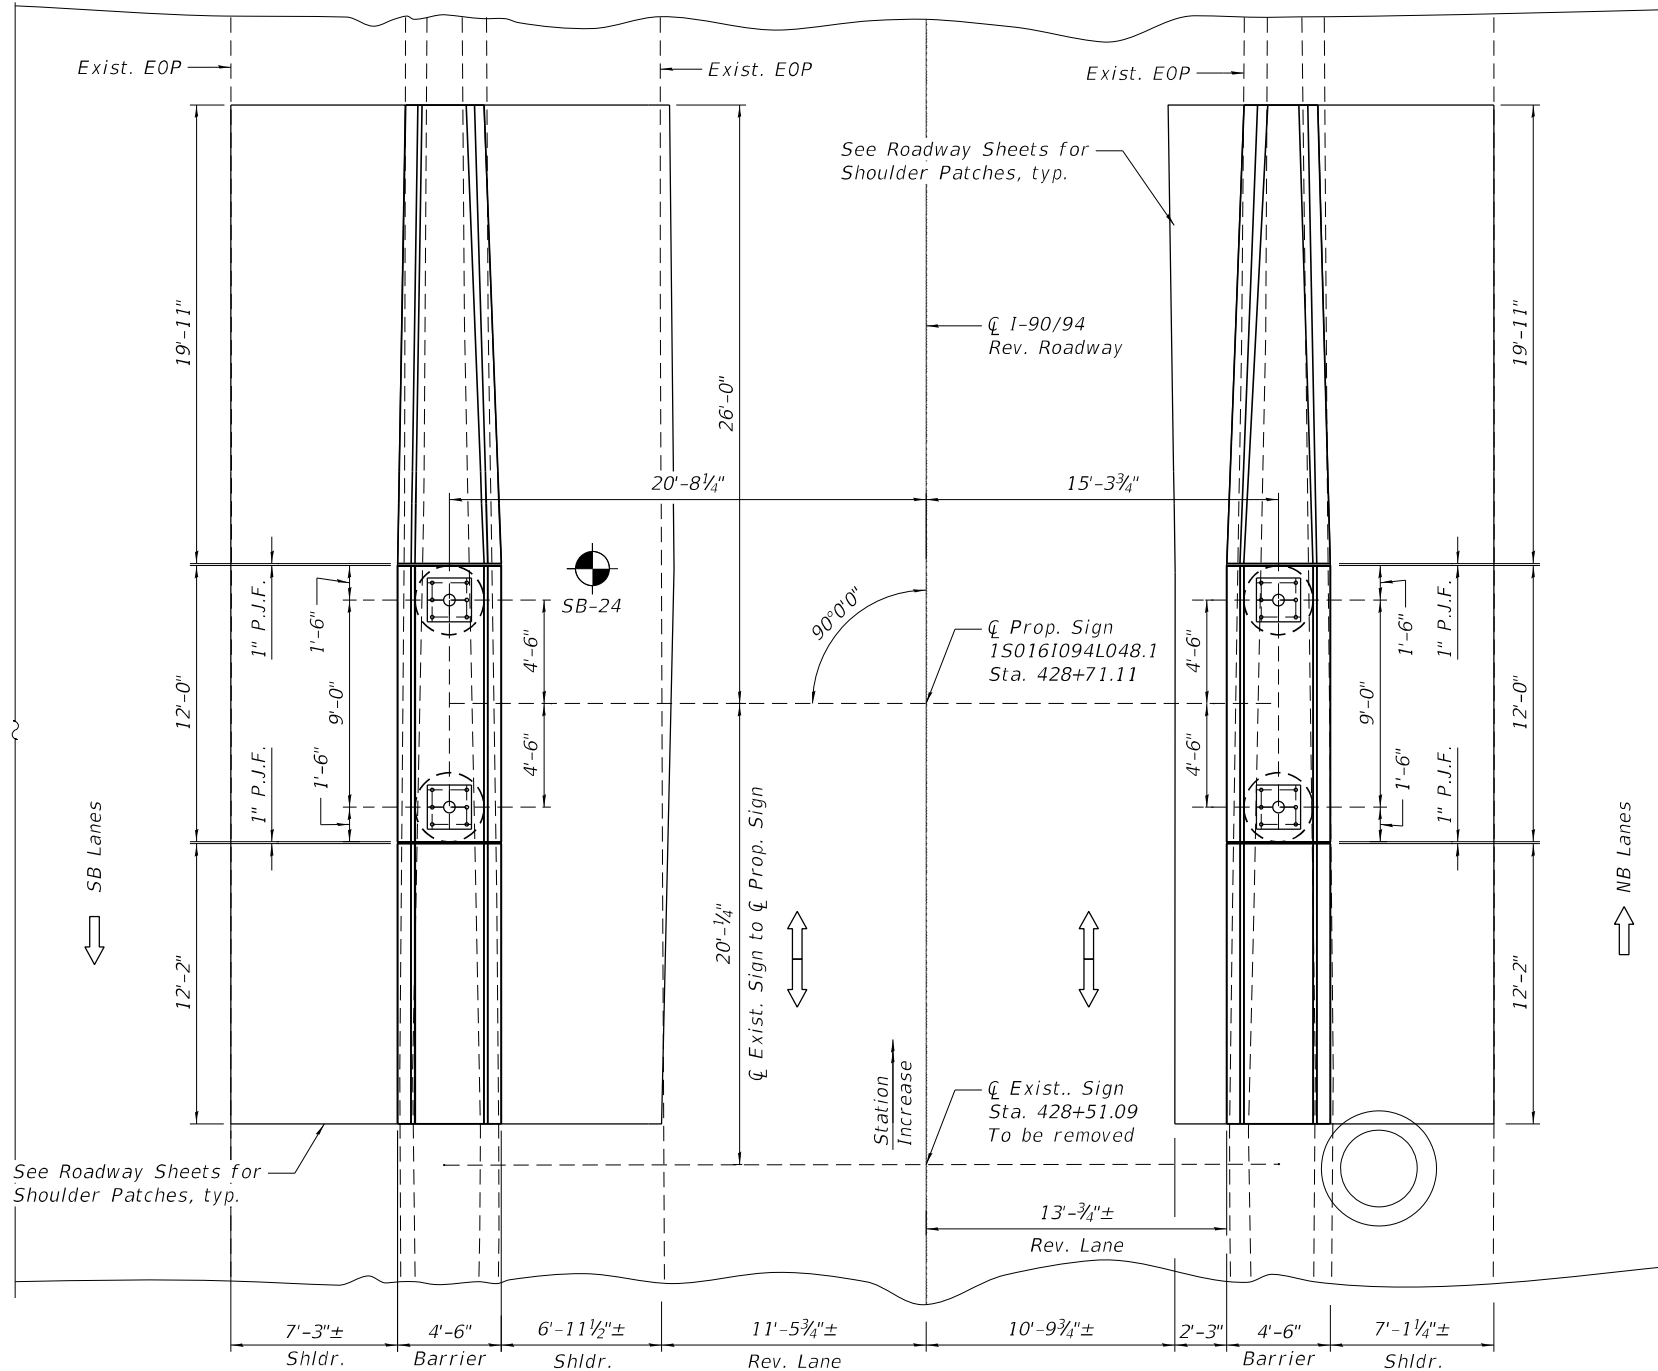 Exist. EOP
Exist. EOP
Exist. EOP
See Roadway Sheets for
Shoulder Patches, typ.
℄ I-90/94
Rev. Roadway
19'-11"
26'-0"
19'-11"
20'-8¼"
15'-3¾"
SB-24
90°0'0"
℄ Prop. Sign
1S016I094L048.1
Sta. 428+71.11
1" P.J.F.
1'-6"
4'-6"
4'-6"
1'-6"
1" P.J.F.
12'-0"
9'-0"
9'-0"
12'-0"
1" P.J.F.
1'-6"
4'-6"
4'-6"
1'-6"
1" P.J.F.
SB Lanes
NB Lanes
12'-2"
20'-¼"
℄ Exist. Sign to ℄ Prop. Sign
12'-2"
Station
Increase
℄ Exist.. Sign
Sta. 428+51.09
To be removed
See Roadway Sheets for
Shoulder Patches, typ.
13'-¾"±
Rev. Lane
7'-3"±
4'-6"
6'-11½"±
11'-5¾"±
10'-9¾"±
2'-3"
4'-6"
7'-1¼"±
Shldr.
Barrier
Shldr.
Rev. Lane
Barrier
Shldr.